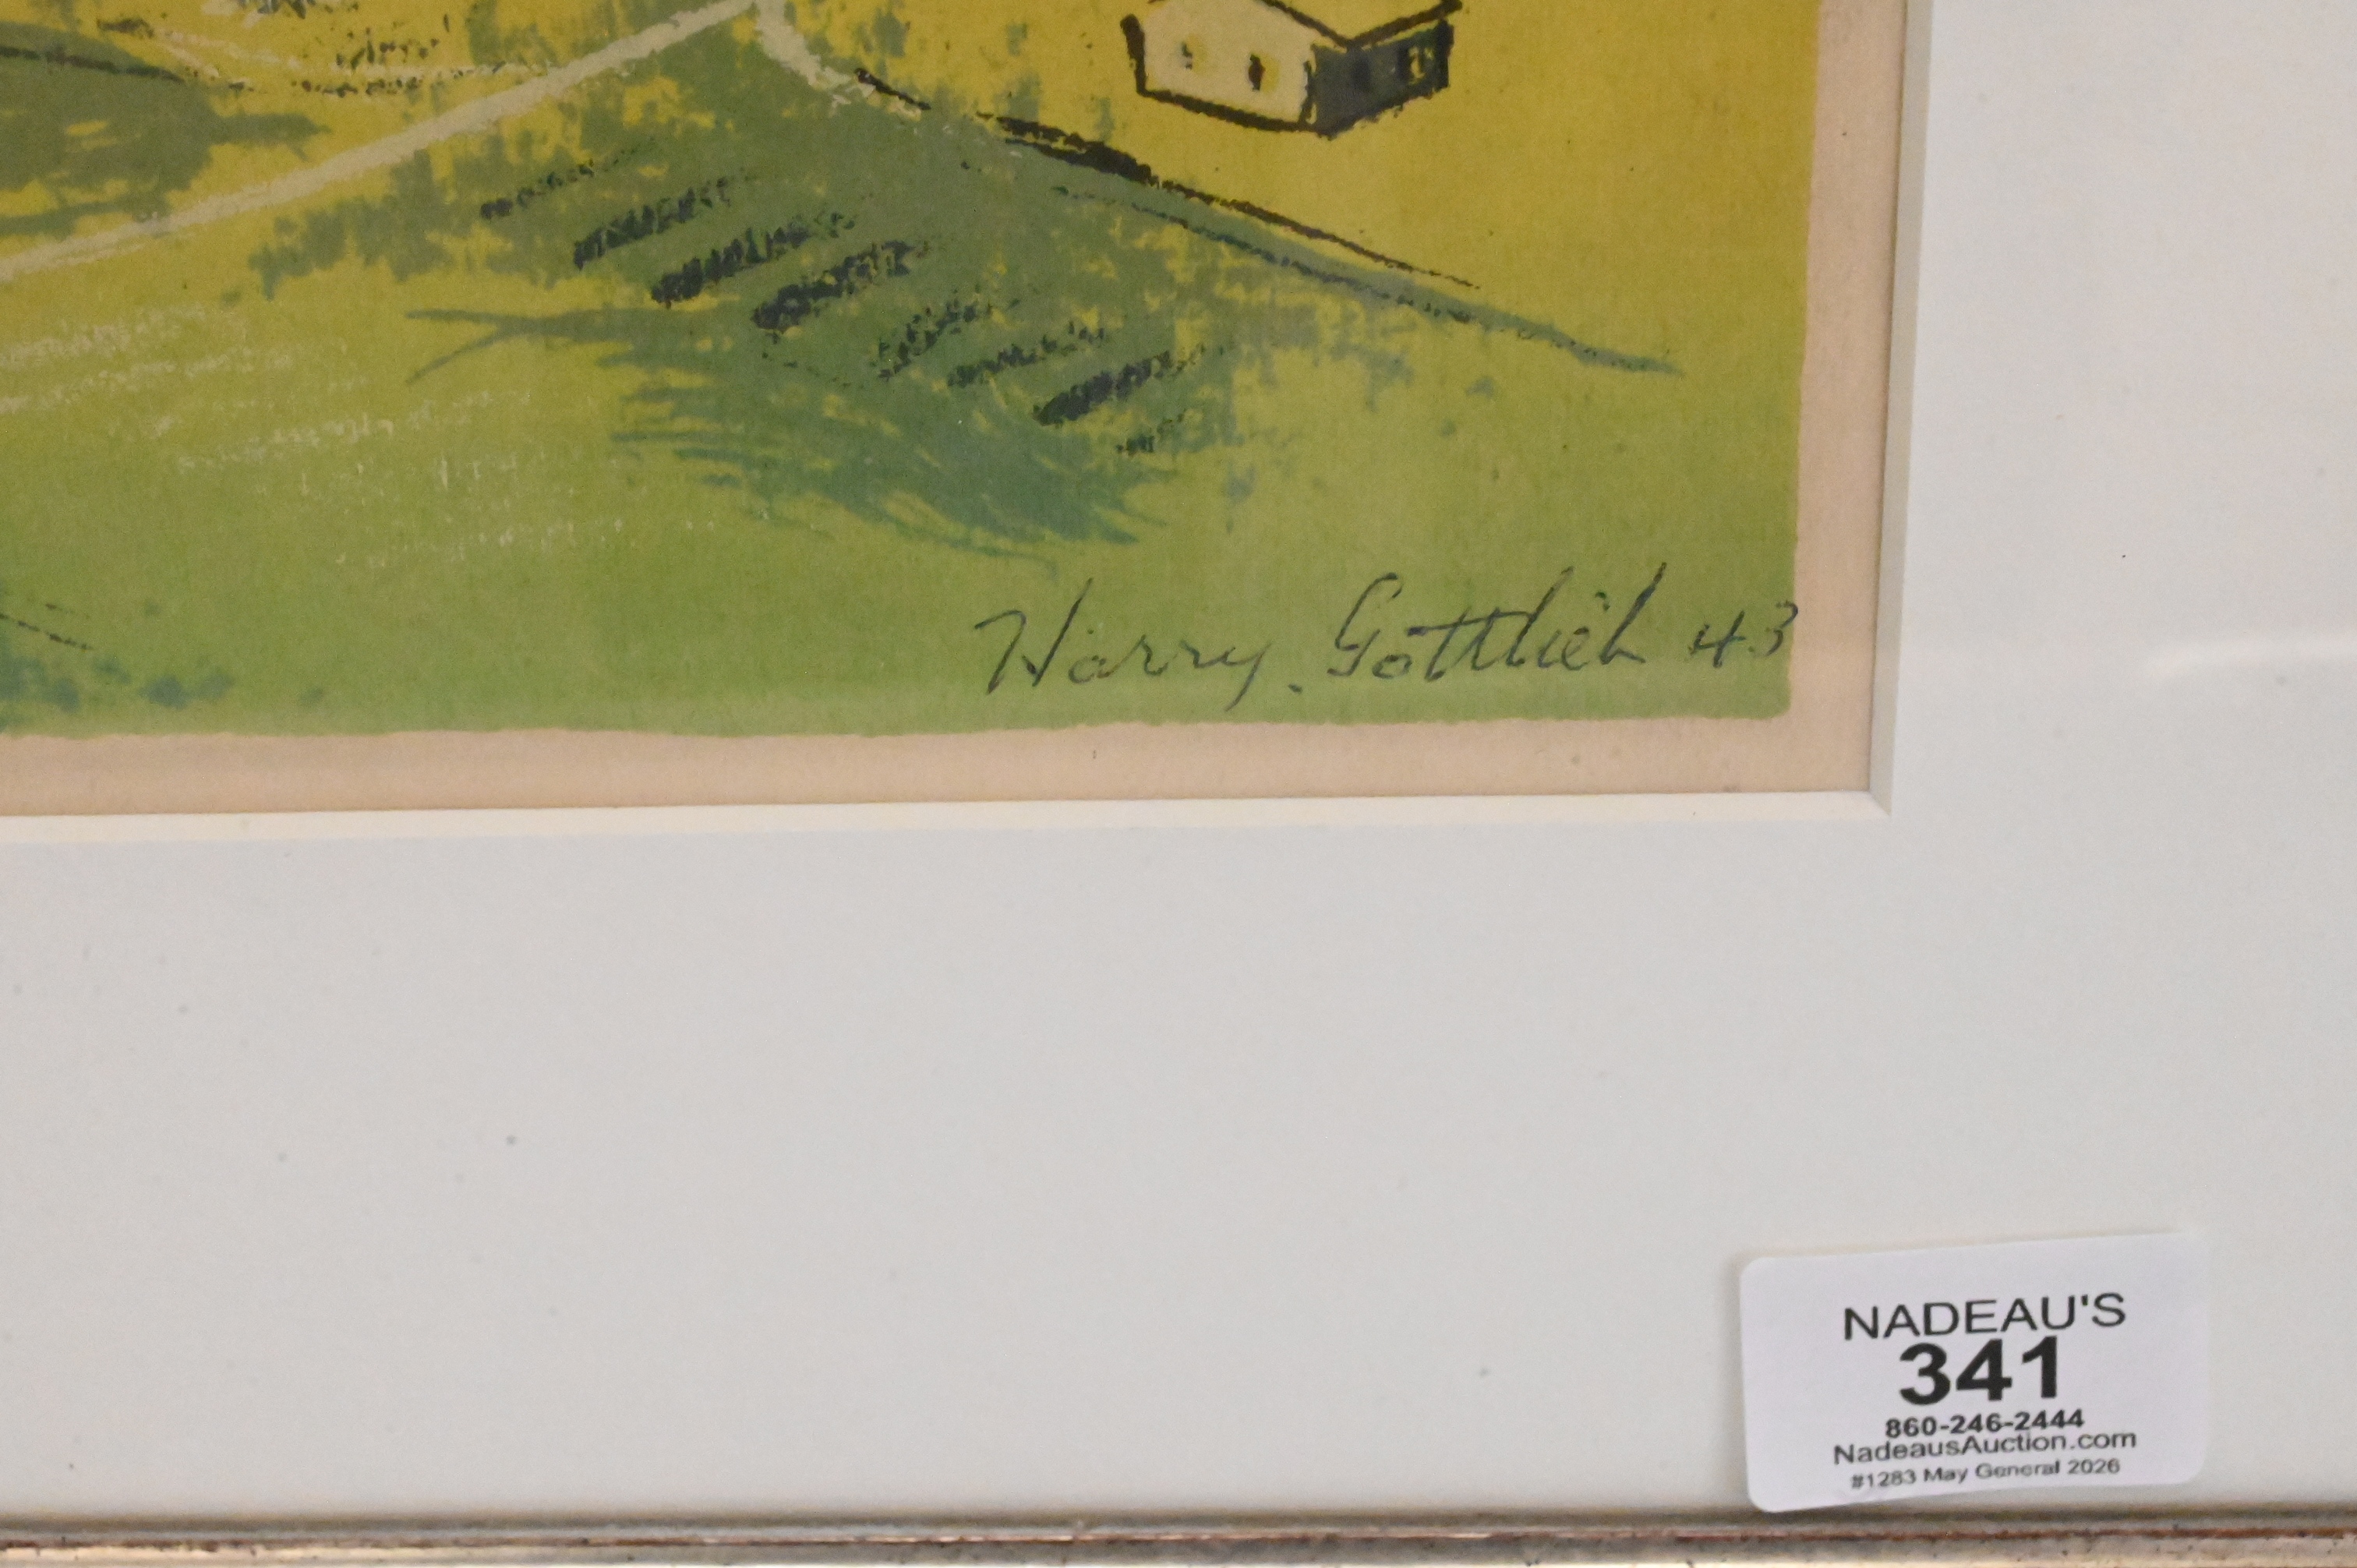 Harry. Gottlieb 43
NADEAU'S
341
860-246-2444
NadeausAuction.com
#1283 May General 2026